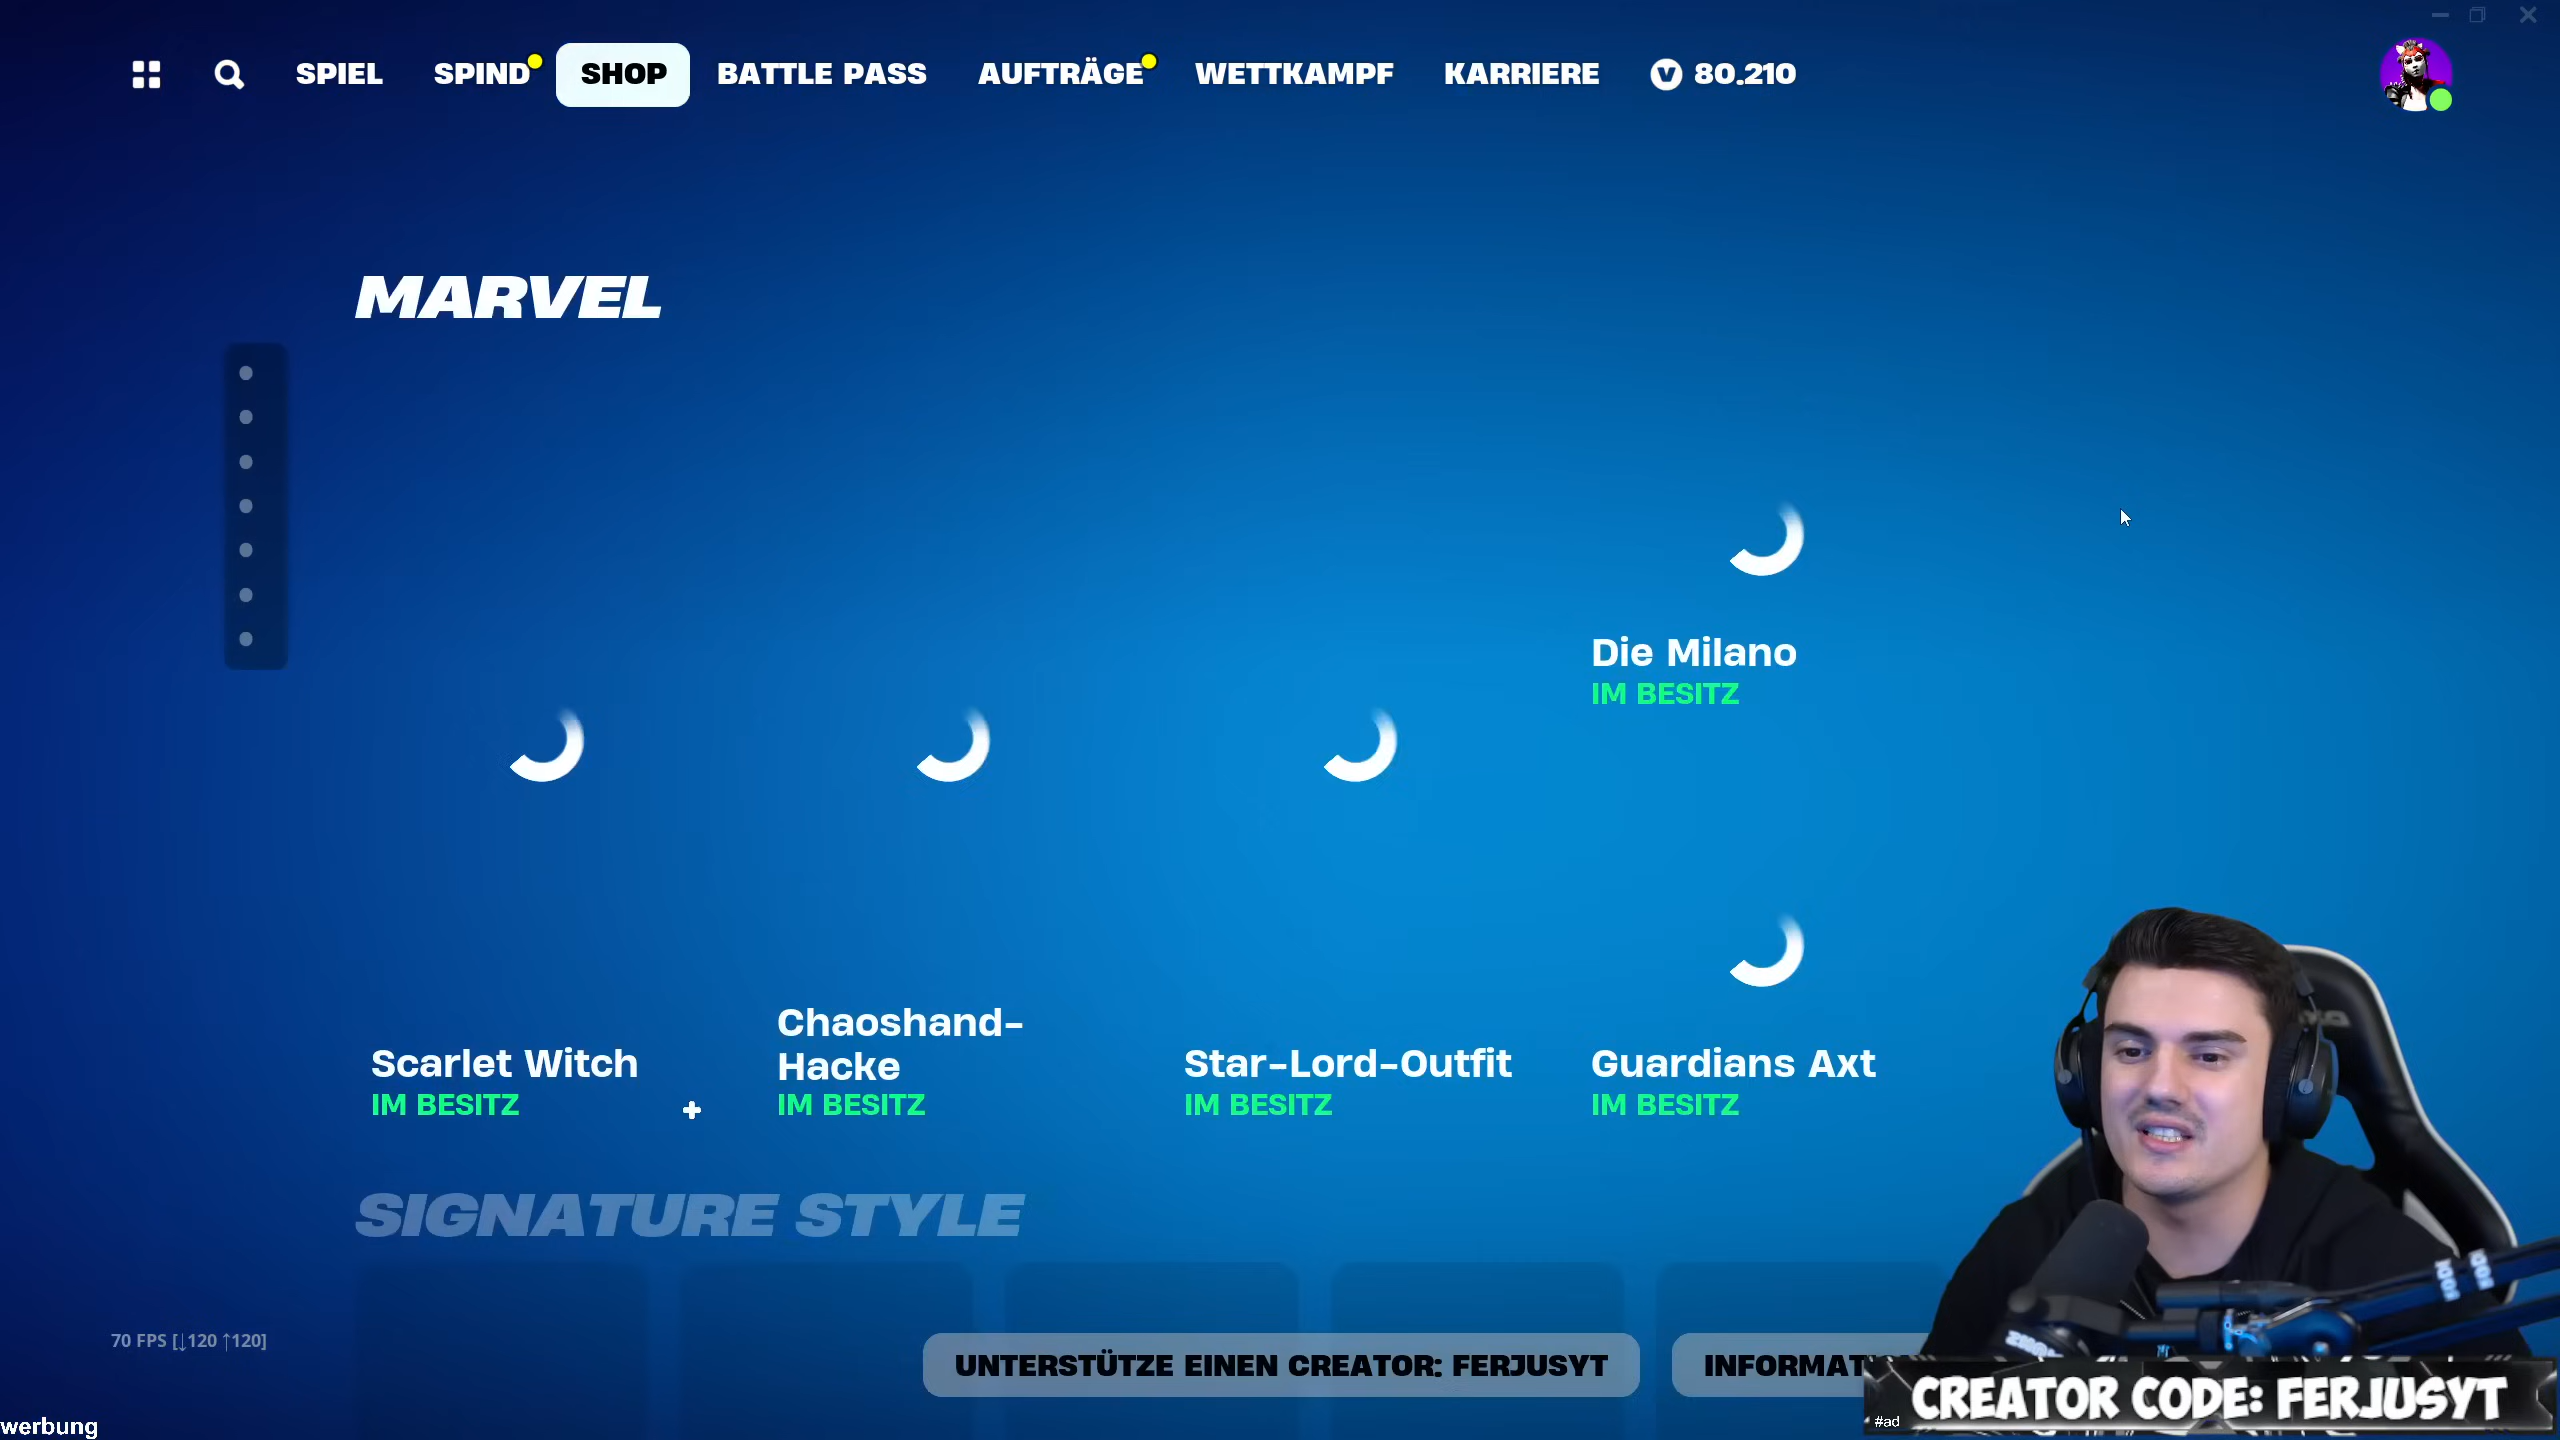 SPIEL
SPIND
SHOP
BATTLE PASS
AUFTRÄGE
WETTKAMPF
KARRIERE
80.210
MARVEL
Die Milano
IM BESITZ
Scarlet Witch
IM BESITZ
Chaoshand-
Hacke
IM BESITZ
Star-Lord-Outfit
IM BESITZ
Guardians Axt
IM BESITZ
SIGNATURE STYLE
70 FPS [↓120 ↑120]
UNTERSTÜTZE EINEN CREATOR: FERJUSYT
CREATOR CODE: FERJUSYT
#ad
werbung